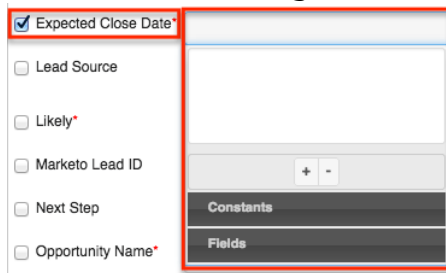 Expected Close Date*
Lead Source
Likely*
Marketo Lead ID
+ -
Next Step
Constants
Opportunity Name*
Fields